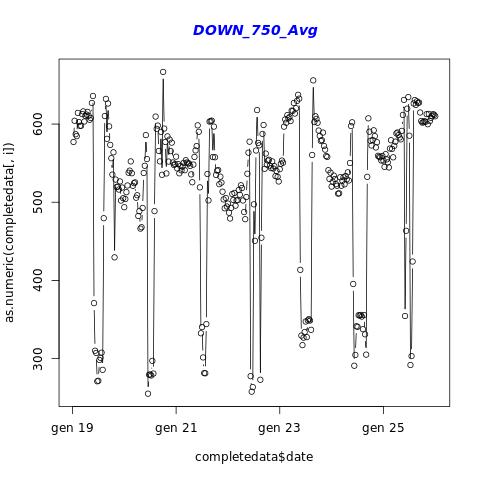 DOWN_750_Avg
as.numeric(completedata[, i])
600
500
400
300
gen 19
gen 21
gen 23
gen 25
completedata$date